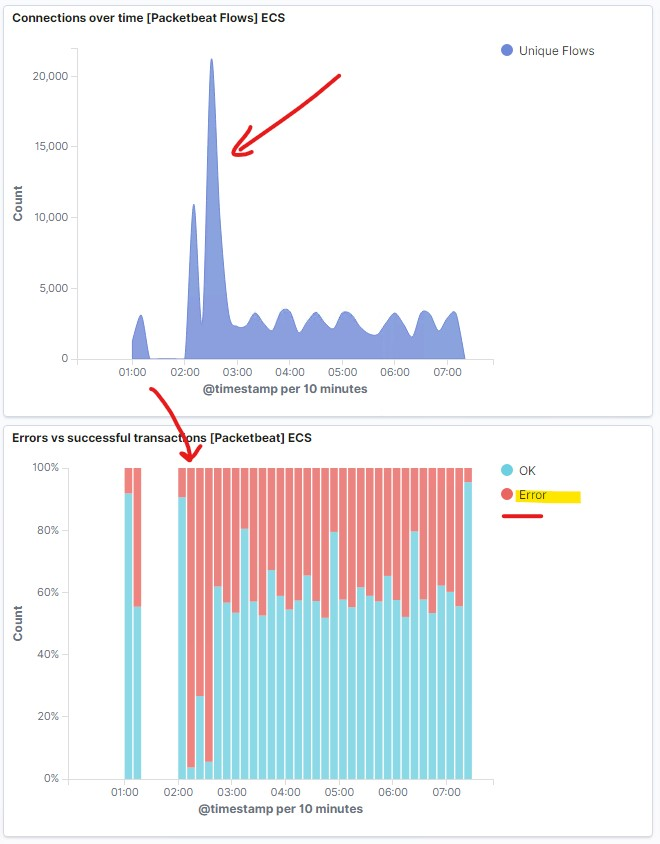 Connections over time [Packetbeat Flows] ECS
Unique Flows
20,000
15,000
10,000
5,000
0
Count
01:00 02:00 03:00 04:00 05:00 06:00 07:00
@timestamp per 10 minutes
Errors vs successful transactions [Packetbeat] ECS
OK
Error
100%
80%
60%
40%
20%
0%
Count
01:00 02:00 03:00 04:00 05:00 06:00 07:00
@timestamp per 10 minutes